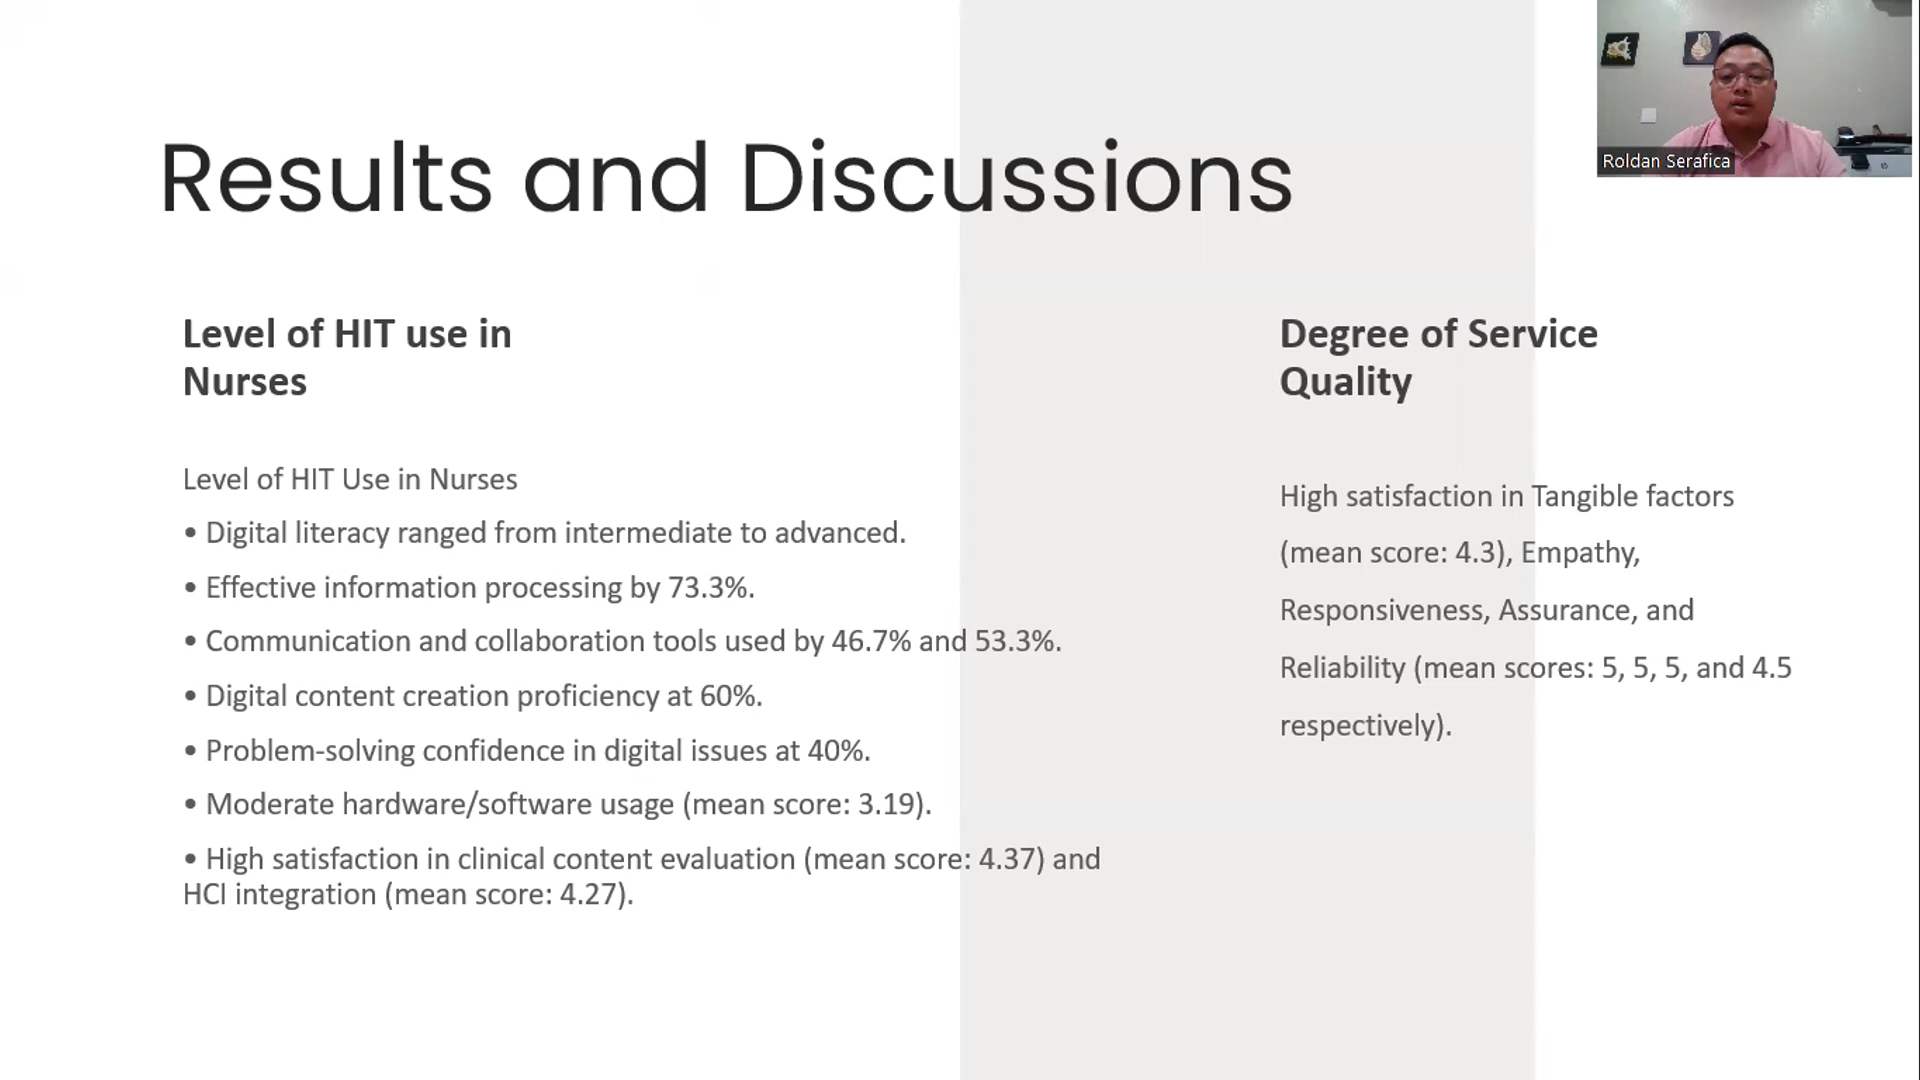 Results and Discussions
Roldan Serafica
Level of HIT use in
Nurses
Level of HIT Use in Nurses
• Digital literacy ranged from intermediate to advanced.
• Effective information processing by 73.3%.
• Communication and collaboration tools used by 46.7% and 53.3%.
• Digital content creation proficiency at 60%.
• Problem-solving confidence in digital issues at 40%.
• Moderate hardware/software usage (mean score: 3.19).
• High satisfaction in clinical content evaluation (mean score: 4.37) and
HCI integration (mean score: 4.27).
Degree of Service
Quality
High satisfaction in Tangible factors
(mean score: 4.3), Empathy,
Responsiveness, Assurance, and
Reliability (mean scores: 5, 5, 5, and 4.5
respectively).